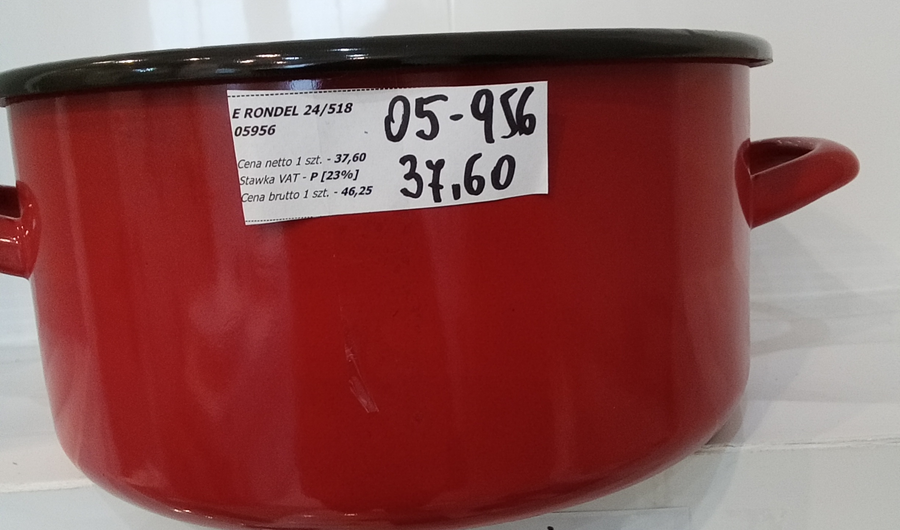 E RONDEL 24/518
05956
Cena netto 1 szt. - 37,60
Stawka VAT - P [23%]
Cena brutto 1 szt. - 46,25
05-956
37,60